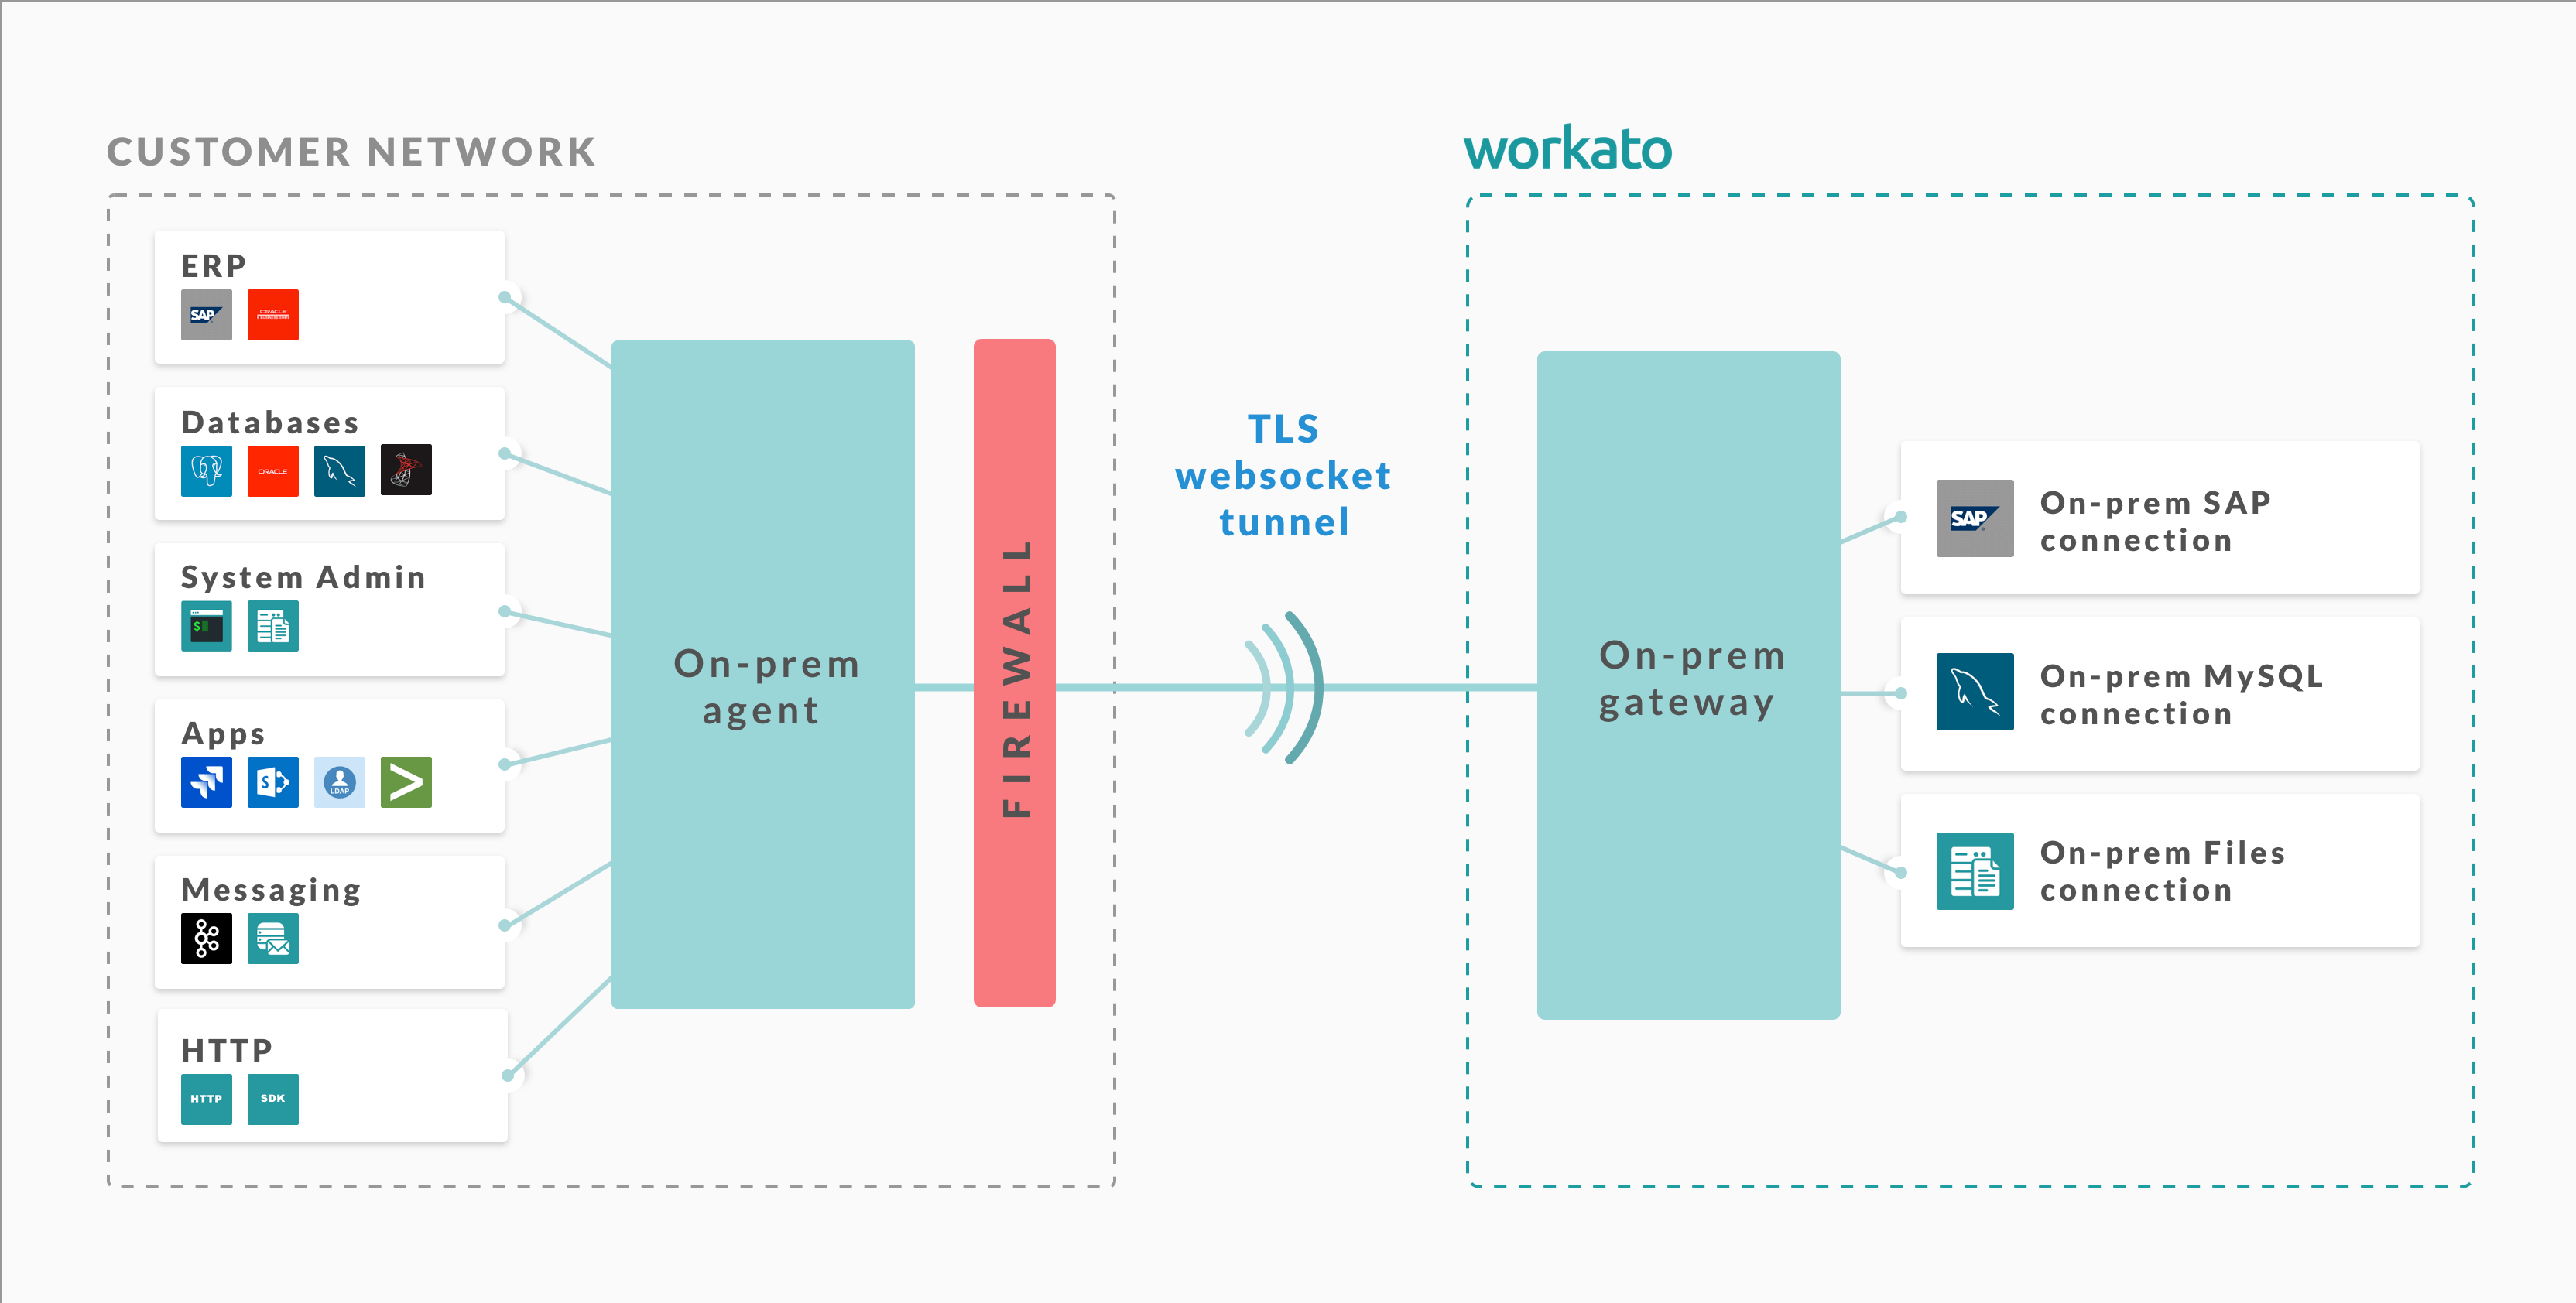 CUSTOMER NETWORK
ERP
SAP
ORACLE
E-BUSINESS SUITE
Databases
ORACLE
System Admin
$
Apps
S
LDAP
Messaging
HTTP
HTTP
SDK
On-prem
agent
FIREWALL
TLS
websocket
tunnel
workato
On-prem
gateway
SAP
On-prem SAP
connection
On-prem MySQL
connection
On-prem Files
connection